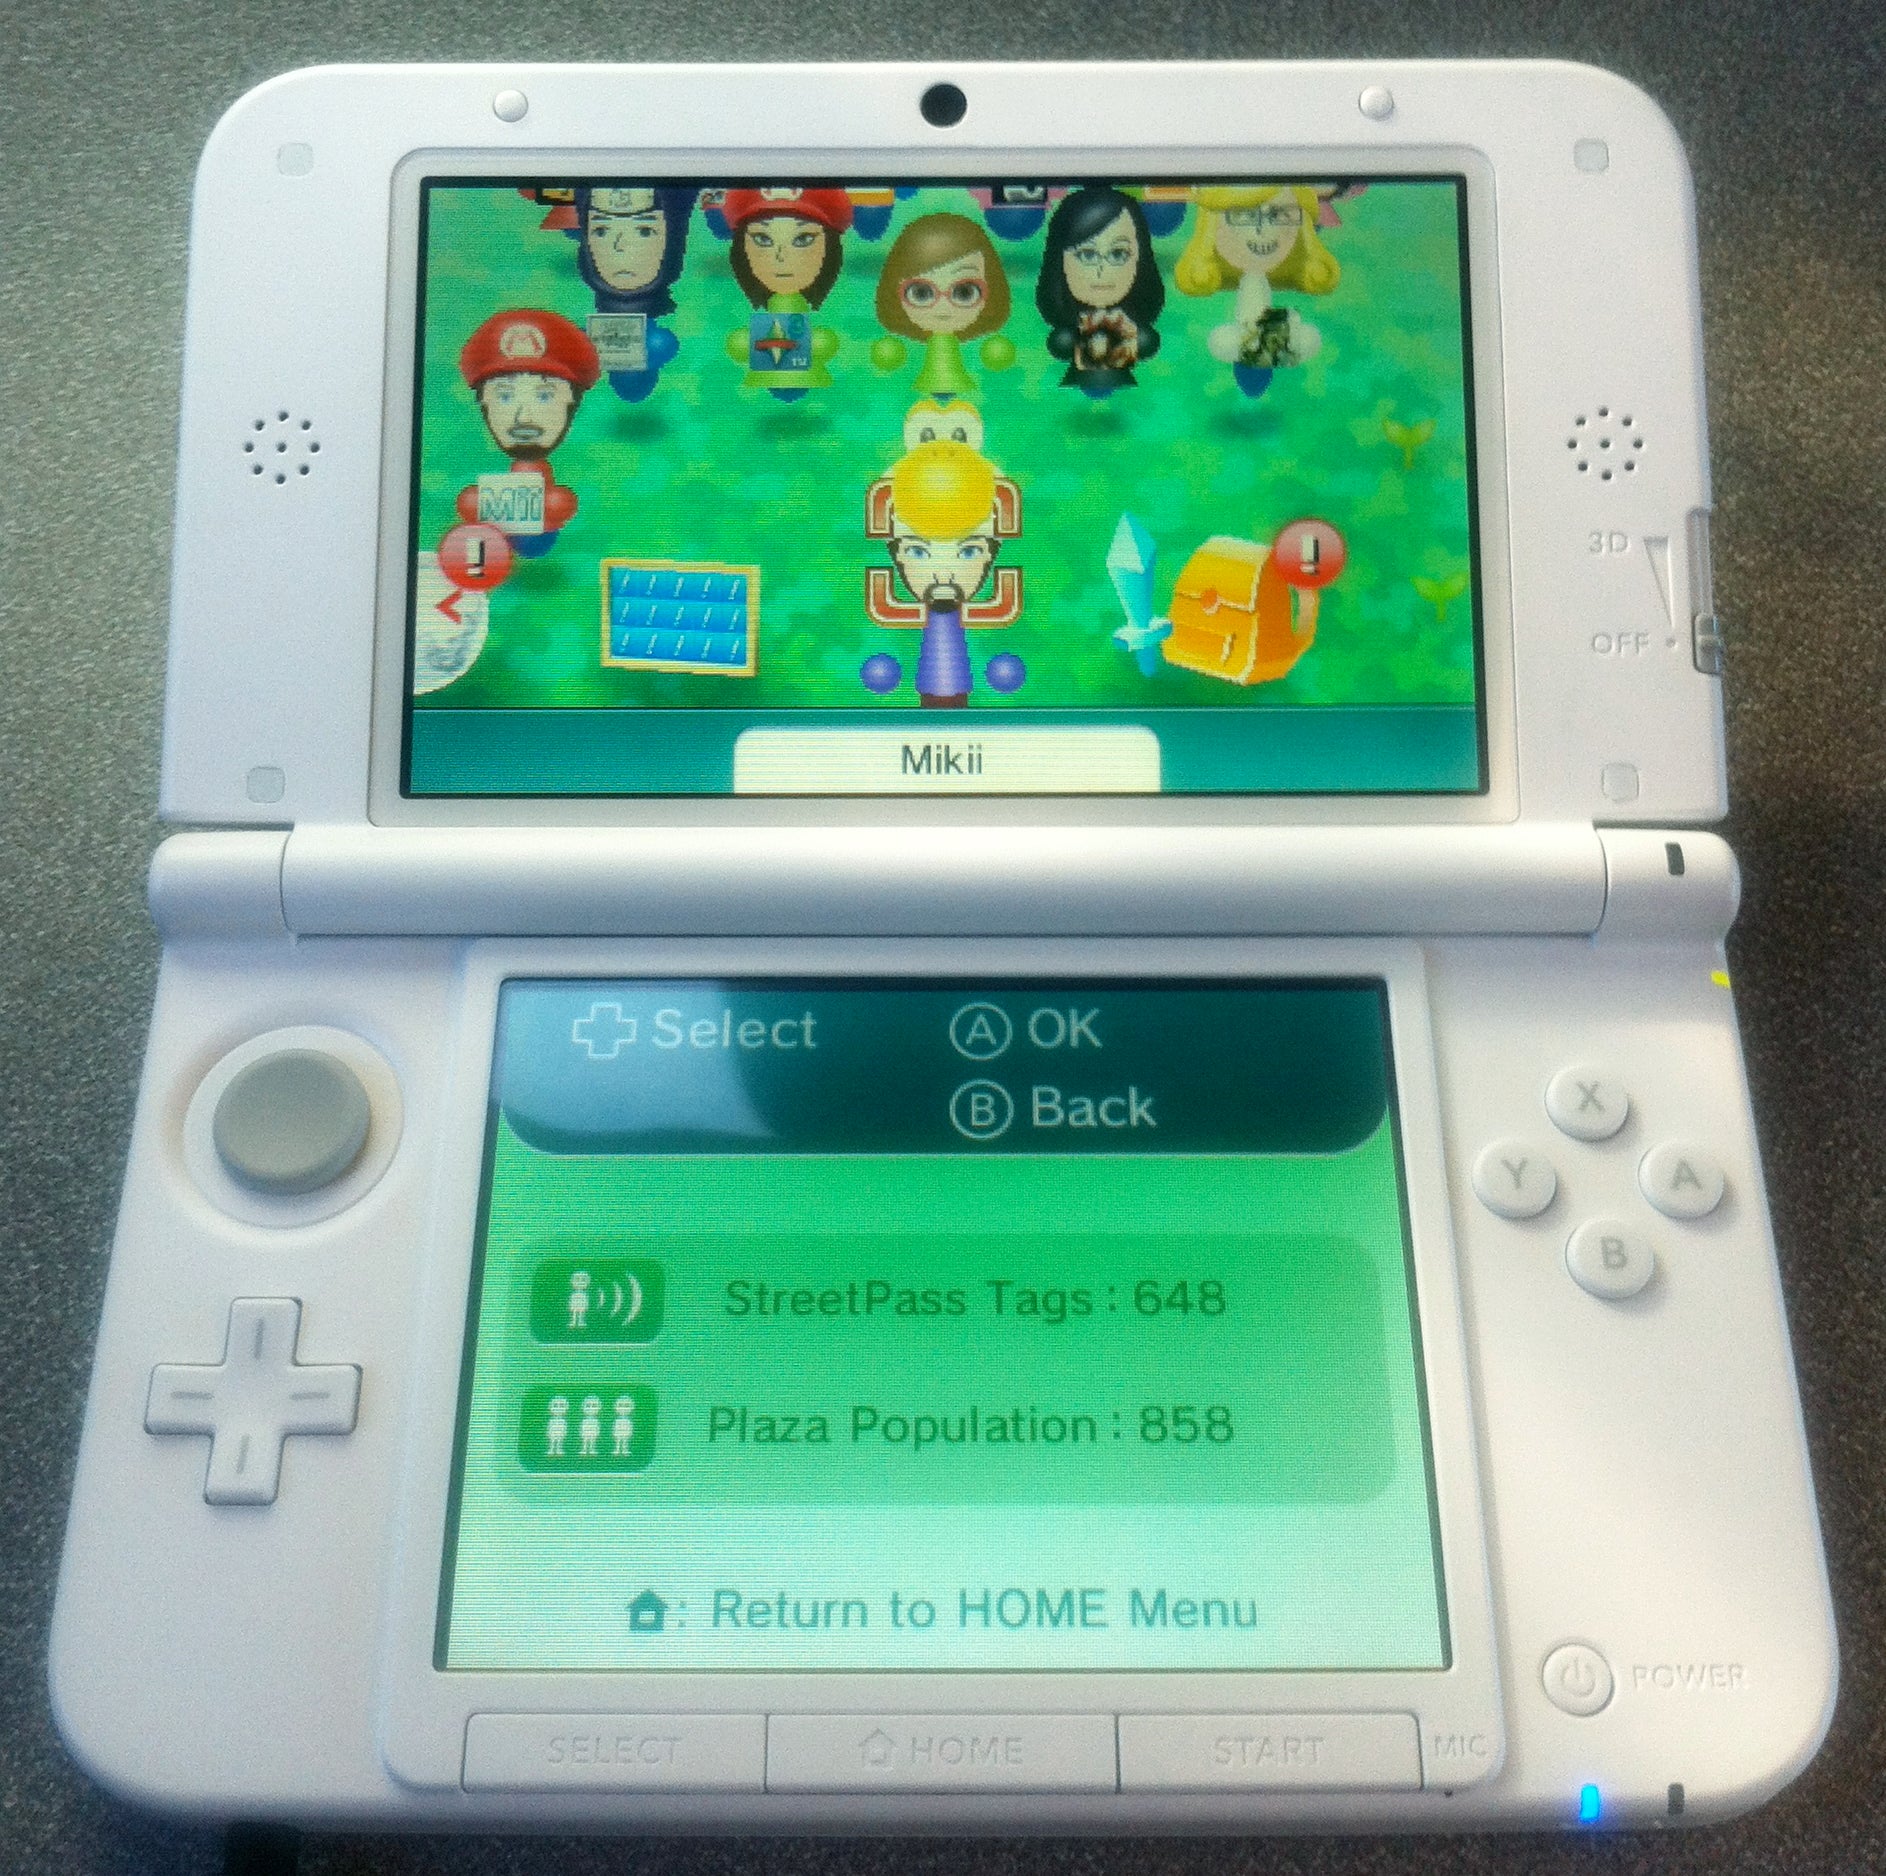 M
Mii
!
!
3D
OFF
Mikii
Select
A OK
B Back
X
Y
A
B
StreetPass Tags : 648
Plaza Population : 858
: Return to HOME Menu
POWER
SELECT
HOME
START
MIC